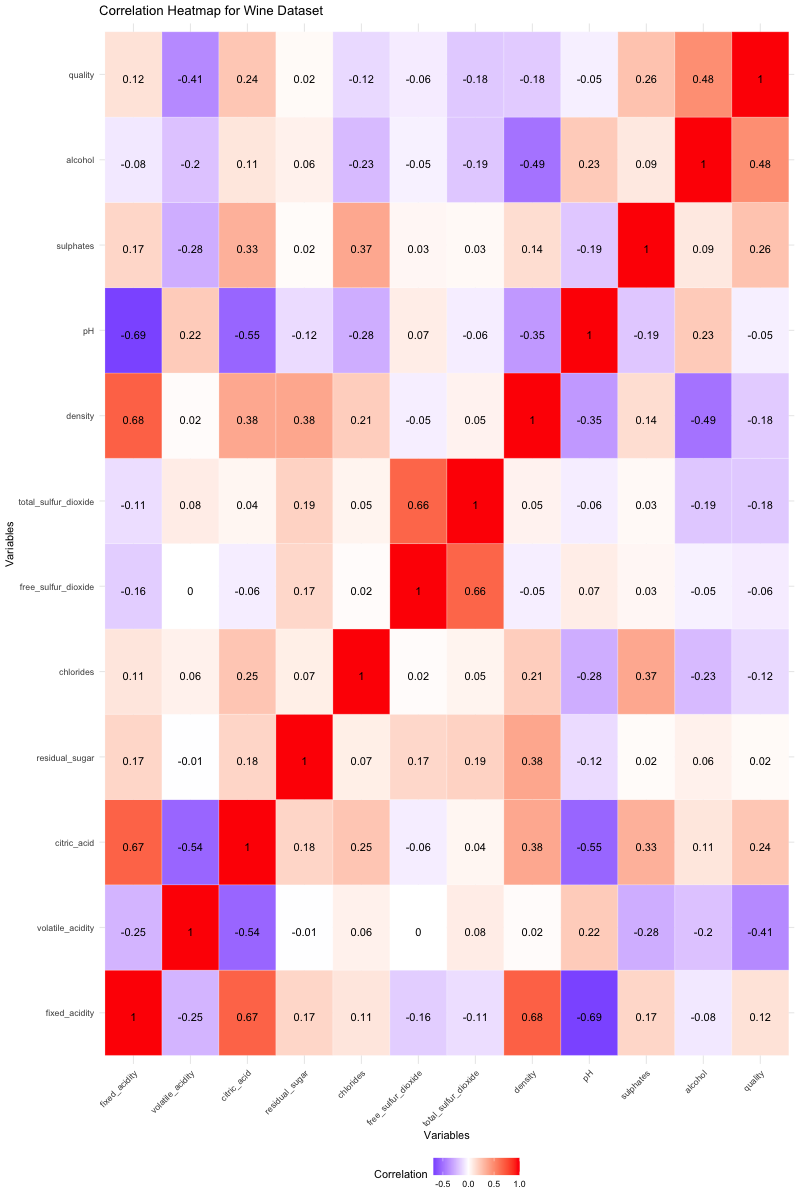 Correlation Heatmap for Wine Dataset
Variables
quality 0.12 -0.41 0.24 0.02 -0.12 -0.06 -0.18 -0.18 -0.05 0.26 0.48 1
alcohol -0.08 -0.2 0.11 0.06 -0.23 -0.05 -0.19 -0.49 0.23 0.09 1 0.48
sulphates 0.17 -0.28 0.33 0.02 0.37 0.03 0.03 0.14 -0.19 1 0.09 0.26
pH -0.69 0.22 -0.55 -0.12 -0.28 0.07 -0.06 -0.35 1 -0.19 0.23 -0.05
density 0.68 0.02 0.38 0.38 0.21 -0.05 0.05 1 -0.35 0.14 -0.49 -0.18
total_sulfur_dioxide -0.11 0.08 0.04 0.19 0.05 0.66 1 0.05 -0.06 0.03 -0.19 -0.18
free_sulfur_dioxide -0.16 0 -0.06 0.17 0.02 1 0.66 -0.05 0.07 0.03 -0.05 -0.06
chlorides 0.11 0.06 0.25 0.07 1 0.02 0.05 0.21 -0.28 0.37 -0.23 -0.12
residual_sugar 0.17 -0.01 0.18 1 0.07 0.17 0.19 0.38 -0.12 0.02 0.06 0.02
citric_acid 0.67 -0.54 1 0.18 0.25 -0.06 0.04 0.38 -0.55 0.33 0.11 0.24
volatile_acidity -0.25 1 -0.54 -0.01 0.06 0 0.08 0.02 0.22 -0.28 -0.2 -0.41
fixed_acidity 1 -0.25 0.67 0.17 0.11 -0.16 -0.11 0.68 -0.69 0.17 -0.08 0.12
fixed_acidity volatile_acidity citric_acid residual_sugar chlorides free_sulfur_dioxide total_sulfur_dioxide density pH sulphates alcohol quality
Variables
Correlation
-0.5 0.0 0.5 1.0